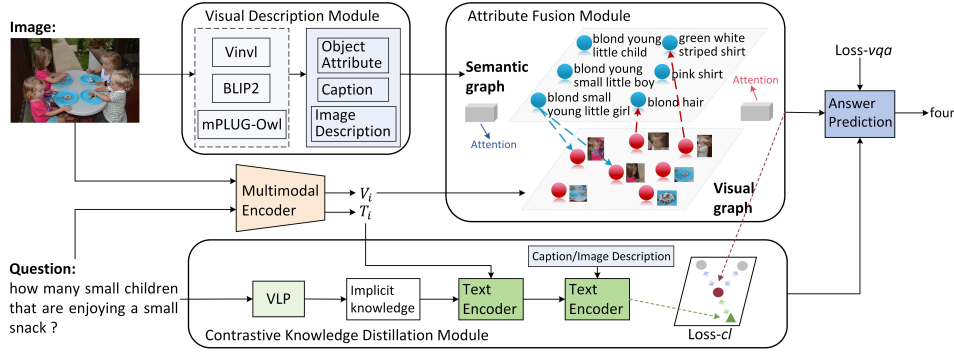 Image:
Visual Description Module
Vinvl
BLIP2
mPLUG-Owl
Object
Attribute
Caption
Image
Description
Attribute Fusion Module
Semantic
graph
Attention
blond young
little child
green white
striped shirt
blond young
small little boy
pink shirt
blond small
young little girl
blond hair
Attention
Visual
graph
Loss-vqa
Answer
Prediction
four
Multimodal
Encoder
Vi
Ti
Question:
how many small children
that are enjoying a small
snack ?
VLP
Implicit
knowledge
Text
Encoder
Caption/Image Description
Text
Encoder
Loss-cl
Contrastive Knowledge Distillation Module